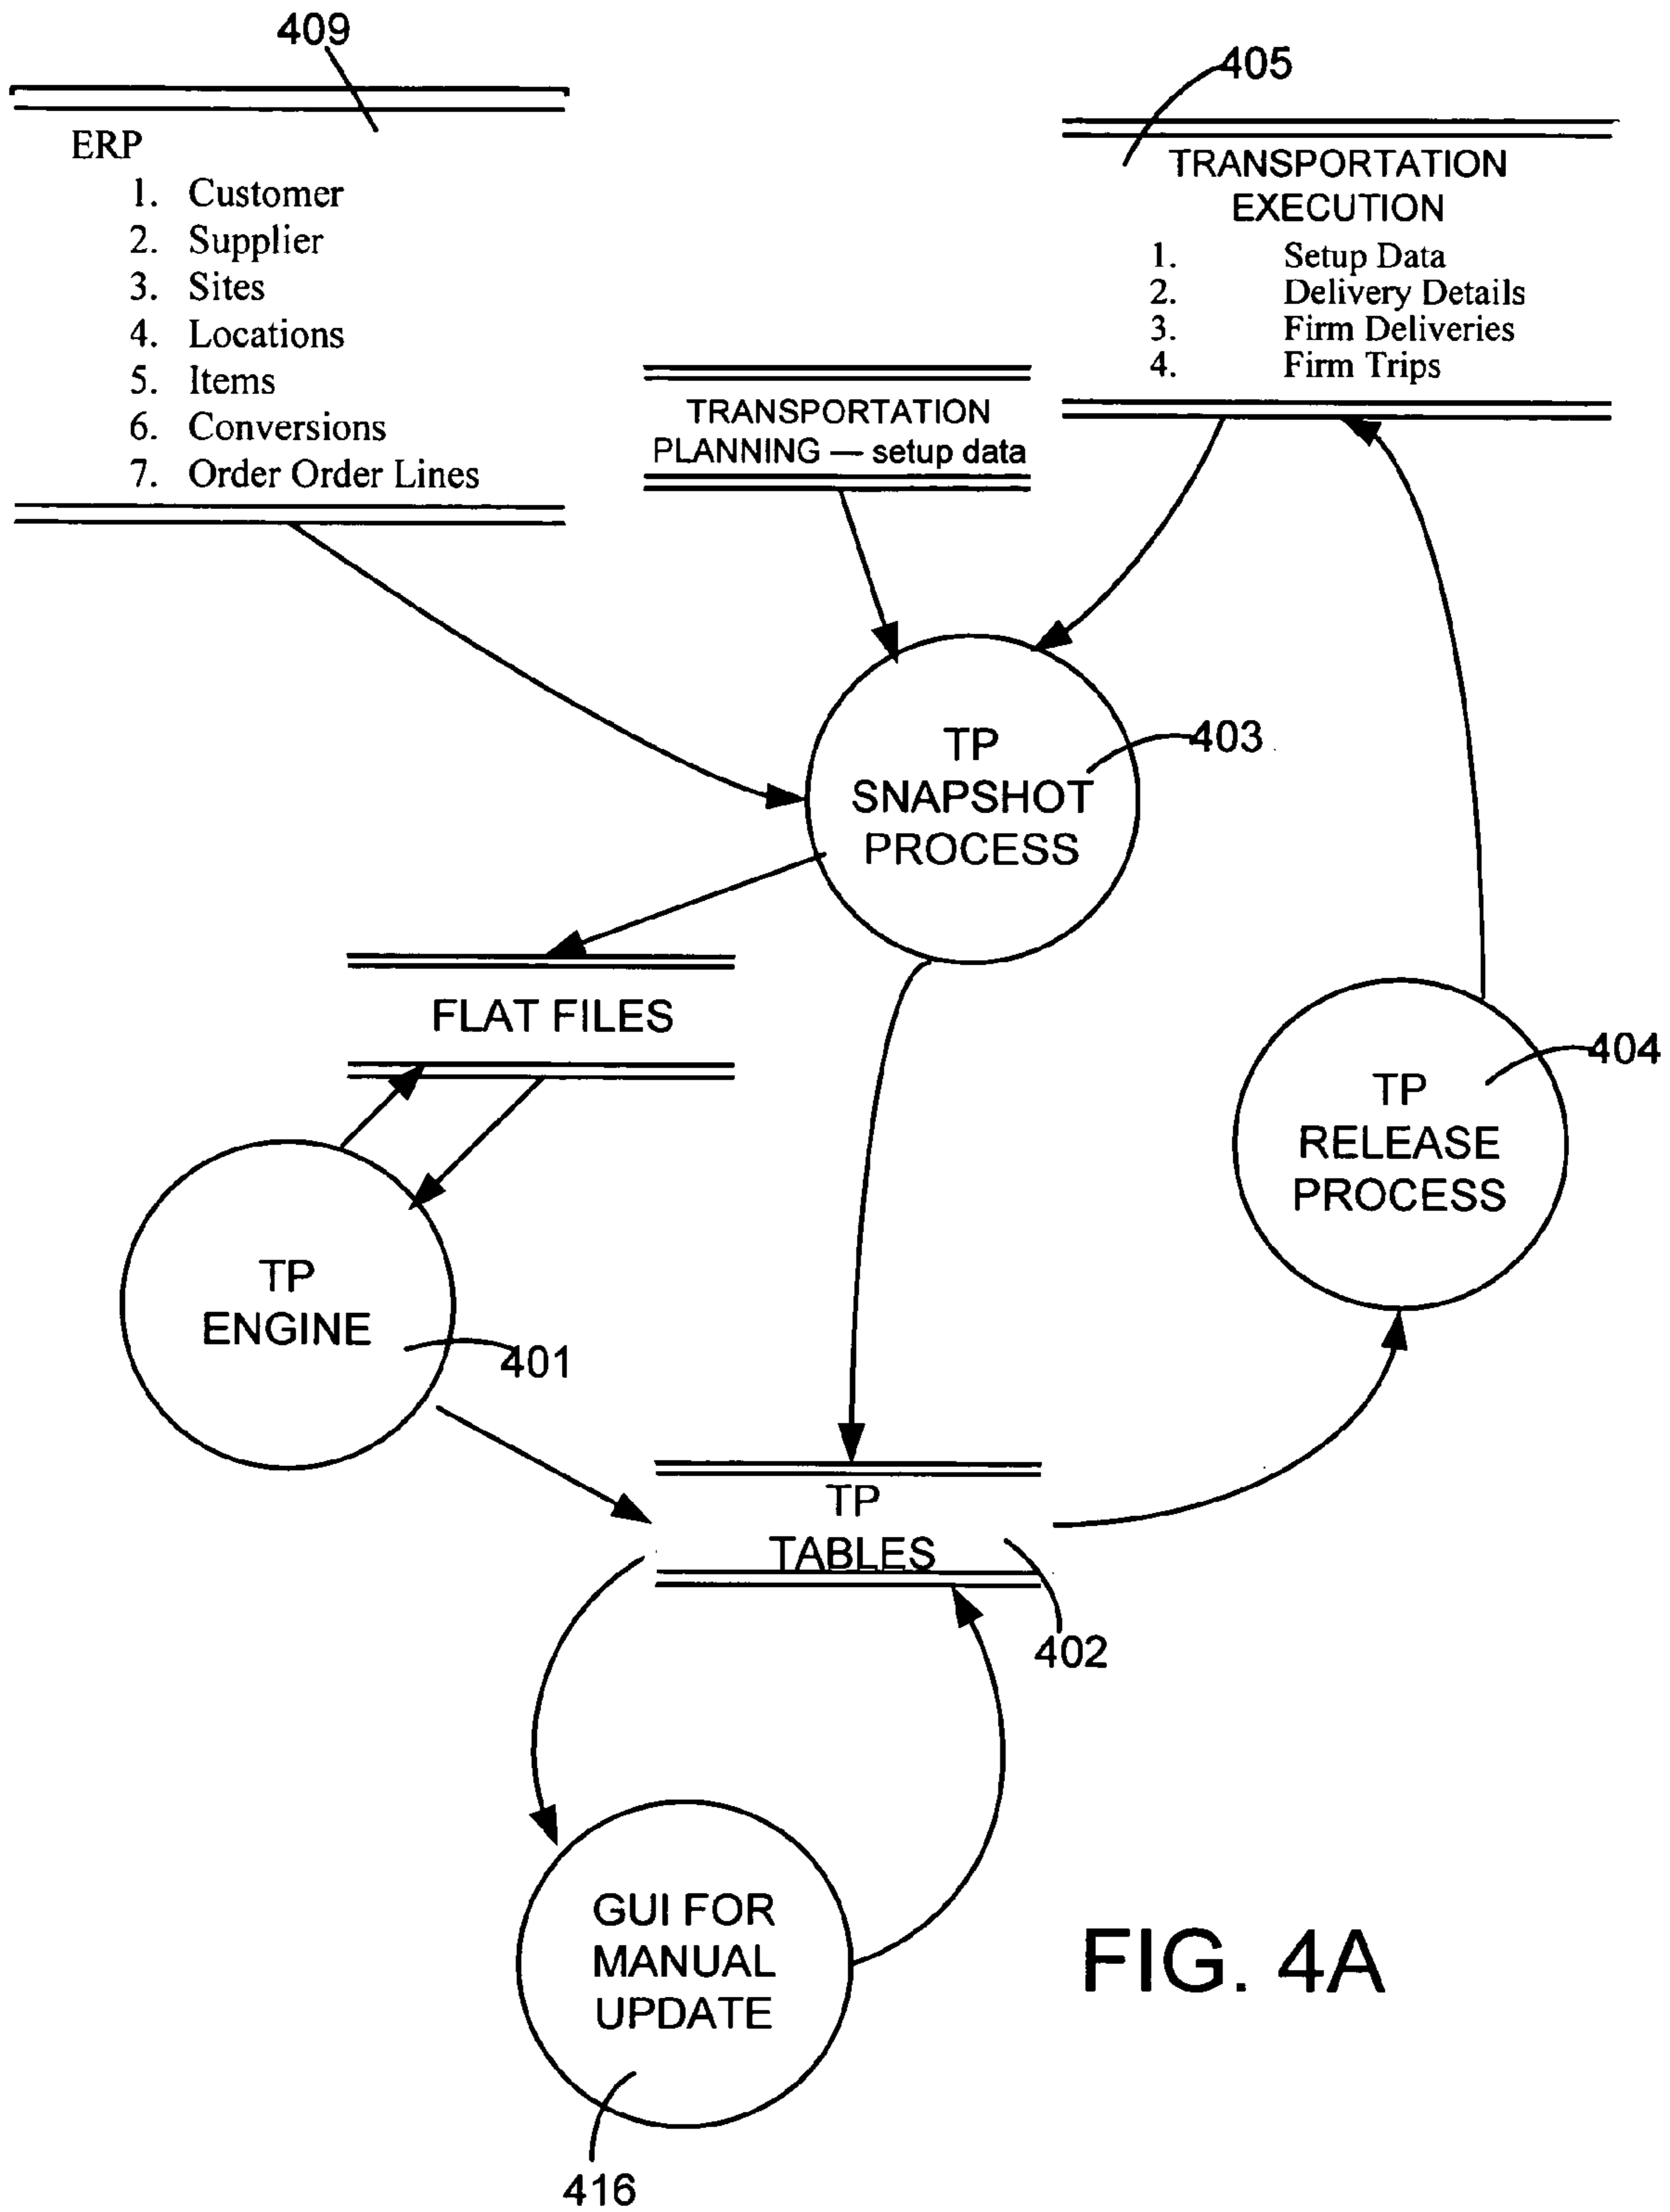 409
405
ERP
1. Customer
2. Supplier
3. Sites
4. Locations
5. Items
6. Conversions
7. Order Order Lines
TRANSPORTATION
EXECUTION
1. Setup Data
2. Delivery Details
3. Firm Deliveries
4. Firm Trips
TRANSPORTATION
PLANNING — setup data
TP
SNAPSHOT
PROCESS
403
FLAT FILES
404
TP
RELEASE
PROCESS
TP
ENGINE
401
TP
TABLES
402
GUI FOR
MANUAL
UPDATE
416
FIG. 4A